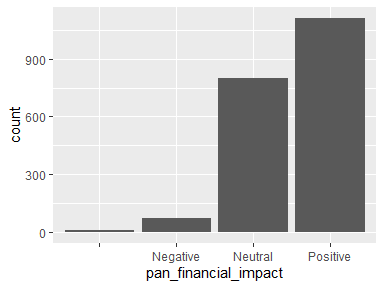 count
900
600
300
0
Negative Neutral Positive
pan_financial_impact